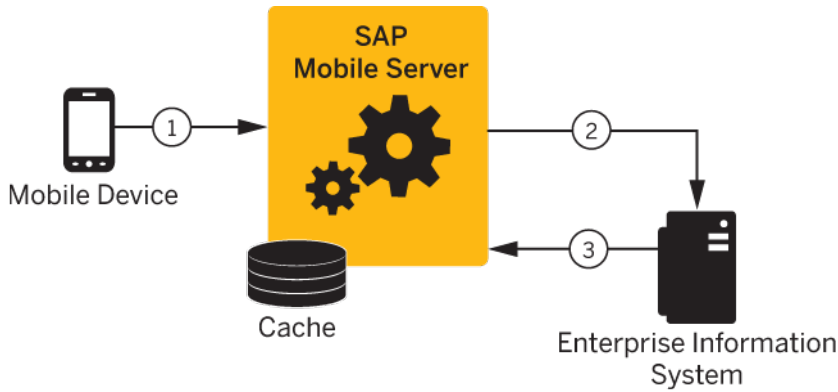 SAP
Mobile Server
1
2
Mobile Device
3
Cache
Enterprise Information
System